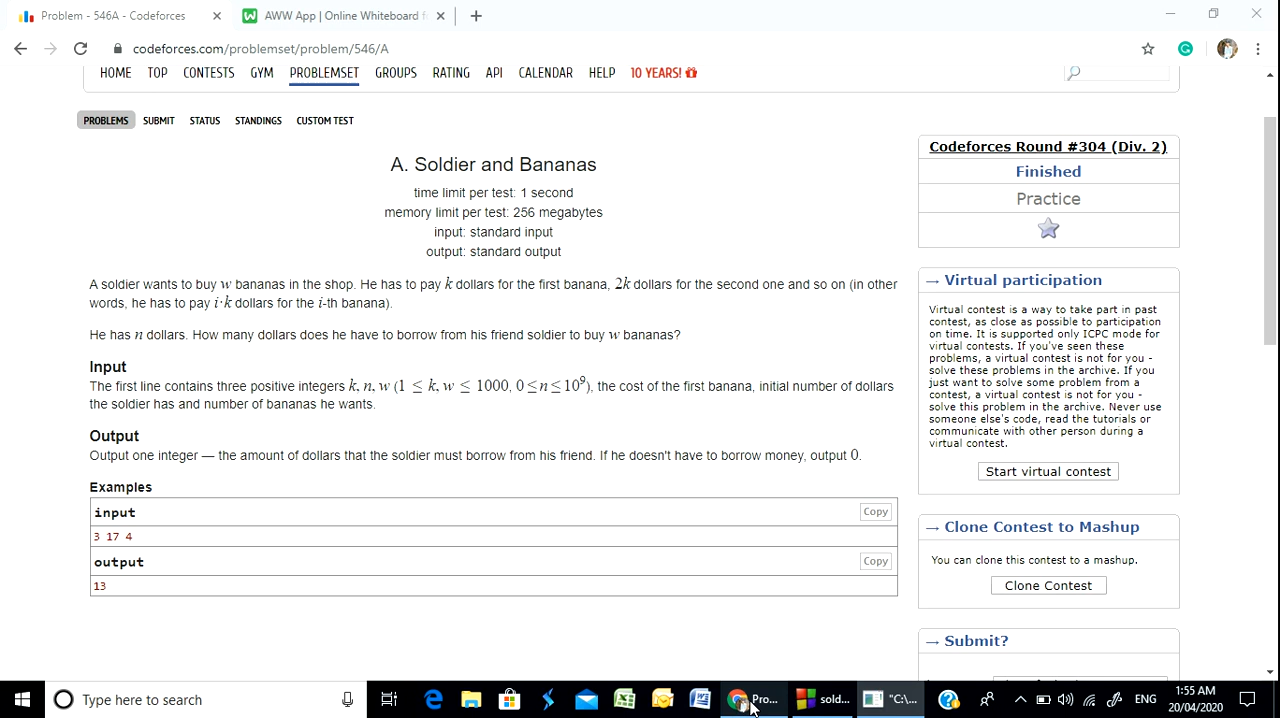 Problem - 546A - Codeforces
AWW App | Online Whiteboard f
codeforces.com/problemset/problem/546/A
HOME TOP CONTESTS GYM PROBLEMSET GROUPS RATING API CALENDAR HELP 10 YEARS!
PROBLEMS SUBMIT STATUS STANDINGS CUSTOM TEST
A. Soldier and Bananas
time limit per test: 1 second
memory limit per test: 256 megabytes
input: standard input
output: standard output
A soldier wants to buy w bananas in the shop. He has to pay k dollars for the first banana, 2k dollars for the second one and so on (in other
words, he has to pay i·k dollars for the i-th banana).
He has n dollars. How many dollars does he have to borrow from his friend soldier to buy w bananas?
Input
The first line contains three positive integers k, n, w (1 ≤ k, w ≤ 1000, 0 ≤ n ≤ 10⁹), the cost of the first banana, initial number of dollars
the soldier has and number of bananas he wants.
Output
Output one integer — the amount of dollars that the soldier must borrow from his friend. If he doesn't have to borrow money, output 0.
Examples
input
Copy
3 17 4
output
Copy
13
Codeforces Round #304 (Div. 2)
Finished
Practice
→ Virtual participation
Virtual contest is a way to take part in past
contest, as close as possible to participation
on time. It is supported only ICPC mode for
virtual contests. If you've seen these
problems, a virtual contest is not for you -
solve these problems in the archive. If you
just want to solve some problem from a
contest, a virtual contest is not for you -
solve this problem in the archive. Never use
someone else's code, read the tutorials or
communicate with other person during a
virtual contest.
Start virtual contest
→ Clone Contest to Mashup
You can clone this contest to a mashup.
Clone Contest
→ Submit?
Type here to search
Pro...
sold...
"C:\...
ENG
1:55 AM
20/04/2020